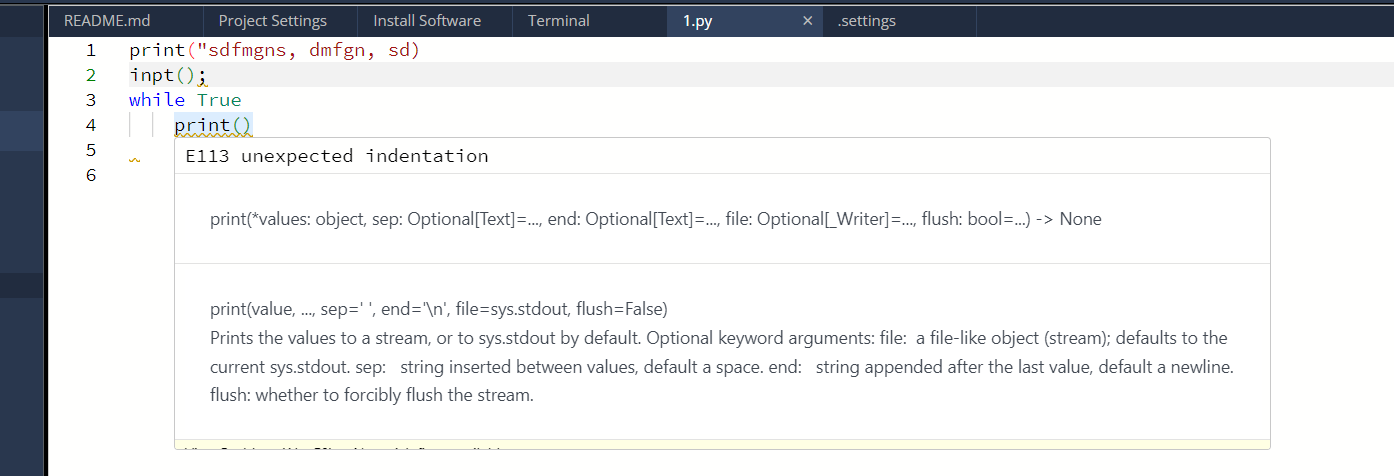 README.md Project Settings Install Software Terminal 1.py × .settings
1 print("sdfmgns, dmfgn, sd)
2 inpt();
3 while True
4 print()
5
6
E113 unexpected indentation
print(*values: object, sep: Optional[Text]=..., end: Optional[Text]=..., file: Optional[_Writer]=..., flush: bool=...) -> None
print(value, ..., sep=' ', end='\n', file=sys.stdout, flush=False)
Prints the values to a stream, or to sys.stdout by default. Optional keyword arguments: file: a file-like object (stream); defaults to the
current sys.stdout. sep: string inserted between values, default a space. end: string appended after the last value, default a newline.
flush: whether to forcibly flush the stream.